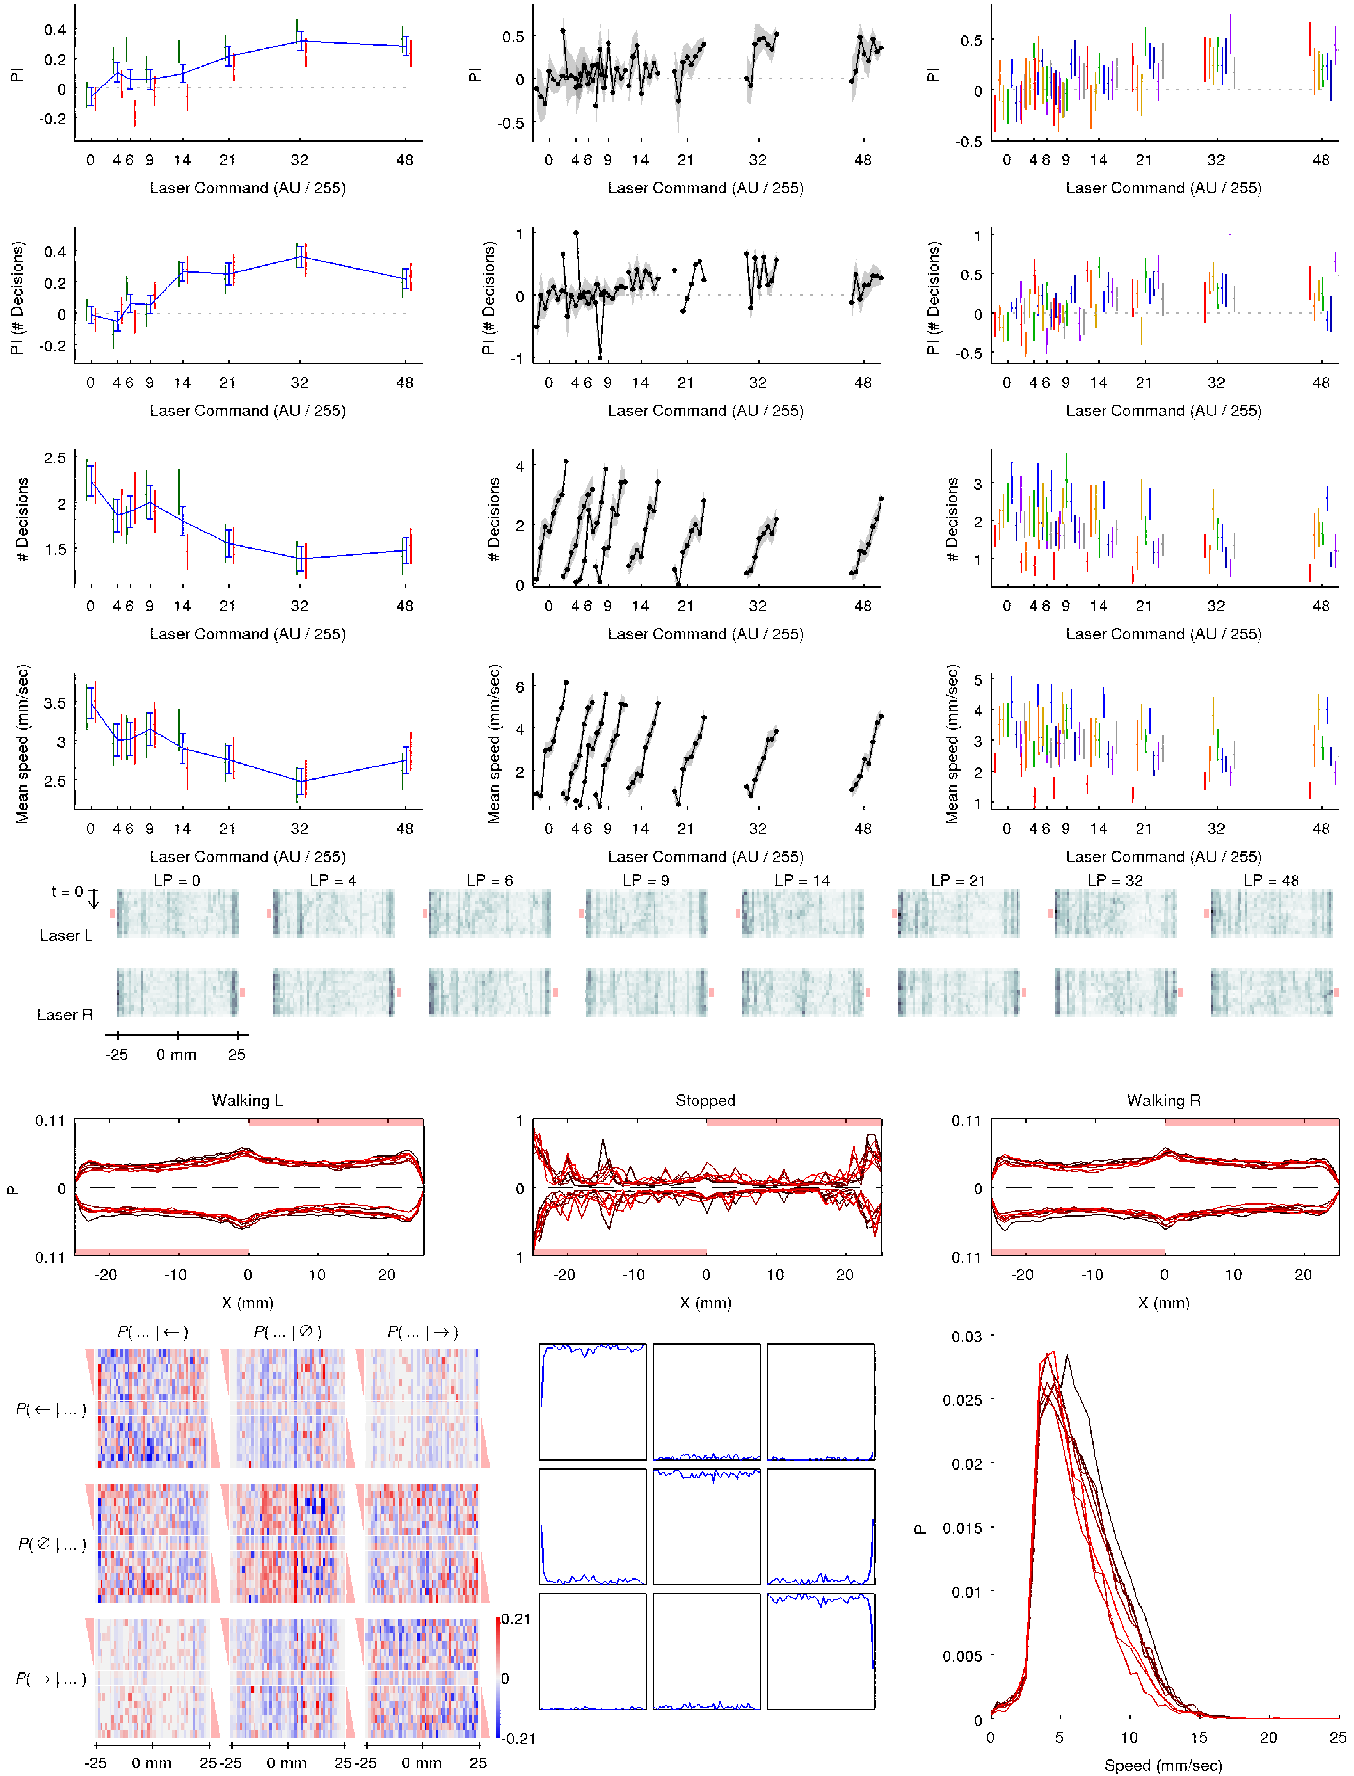 PI
0.4
0.2
0
-0.2
0 4 6 9 14 21 32 48
Laser Command (AU / 255)
PI
0.5
0
-0.5
0 4 6 9 14 21 32 48
Laser Command (AU / 255)
PI
0.5
0
-0.5
0 4 6 9 14 21 32 48
Laser Command (AU / 255)
PI (# Decisions)
0.4
0.2
0
-0.2
0 4 6 9 14 21 32 48
Laser Command (AU / 255)
PI (# Decisions)
1
0
-1
0 4 6 9 14 21 32 48
Laser Command (AU / 255)
PI (# Decisions)
1
0.5
0
-0.5
0 4 6 9 14 21 32 48
Laser Command (AU / 255)
# Decisions
2.5
2
1.5
0 4 6 9 14 21 32 48
Laser Command (AU / 255)
# Decisions
4
2
0
0 4 6 9 14 21 32 48
Laser Command (AU / 255)
# Decisions
3
2
1
0 4 6 9 14 21 32 48
Laser Command (AU / 255)
Mean speed (mm/sec)
3.5
3
2.5
0 4 6 9 14 21 32 48
Laser Command (AU / 255)
Mean speed (mm/sec)
6
4
2
0 4 6 9 14 21 32 48
Laser Command (AU / 255)
Mean speed (mm/sec)
5
4
3
2
1
0 4 6 9 14 21 32 48
Laser Command (AU / 255)
LP = 0 LP = 4 LP = 6 LP = 9 LP = 14 LP = 21 LP = 32 LP = 48
t = 0
Laser L
Laser R
-25 0 mm 25
Walking L
P
0.11
0
0.11
-20 -10 0 10 20
X (mm)
Stopped
1
0
1
-20 -10 0 10 20
X (mm)
Walking R
0.11
0
0.11
-20 -10 0 10 20
X (mm)
P( ... | ← ) P( ... | ∅ ) P( ... | → )
P( ← | ... )
P( ∅ | ... )
P( → | ... )
0.21
0
-0.21
-25 0 mm 25 -25 0 mm 25 -25 0 mm 25
P
0.03
0.025
0.02
0.015
0.01
0.005
0
0 5 10 15 20 25
Speed (mm/sec)